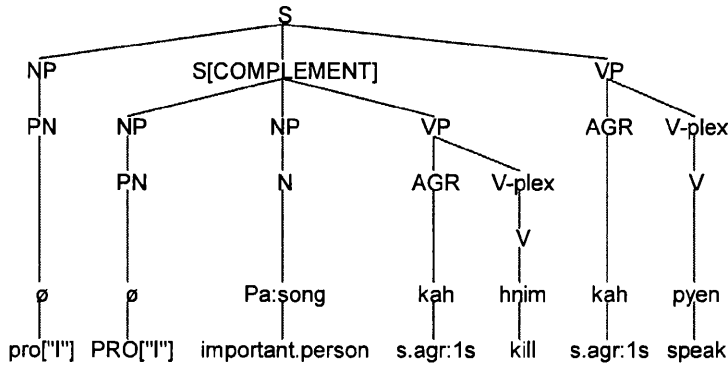 S
NP S[COMPLEMENT] VP
PN NP NP VP AGR V-plex
PN N AGR V-plex V
V
ø ø Pa:song kah hnim kah pyen
pro["I"] PRO["I"] important.person s.agr:1s kill s.agr:1s speak